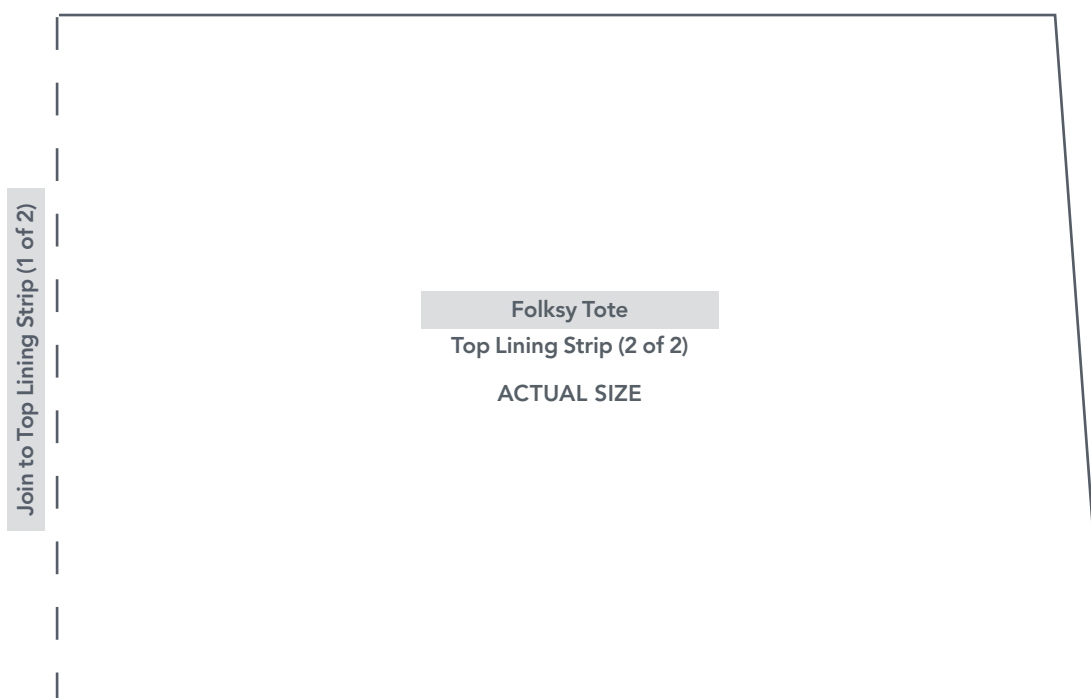 Join to Top Lining Strip (1 of 2)
Folksy Tote
Top Lining Strip (2 of 2)
ACTUAL SIZE